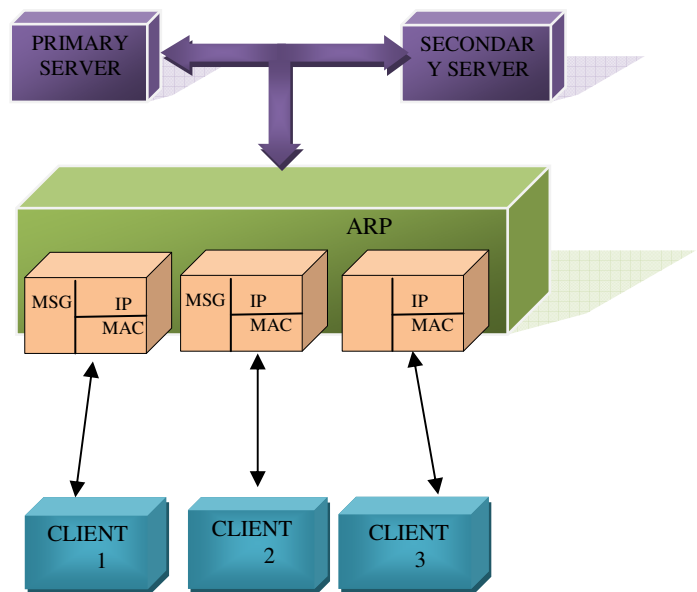 PRIMARY
SERVER
SECONDAR
Y SERVER
ARP
MSG
IP
MAC
MSG
IP
MAC
IP
MAC
CLIENT
1
CLIENT
2
CLIENT
3